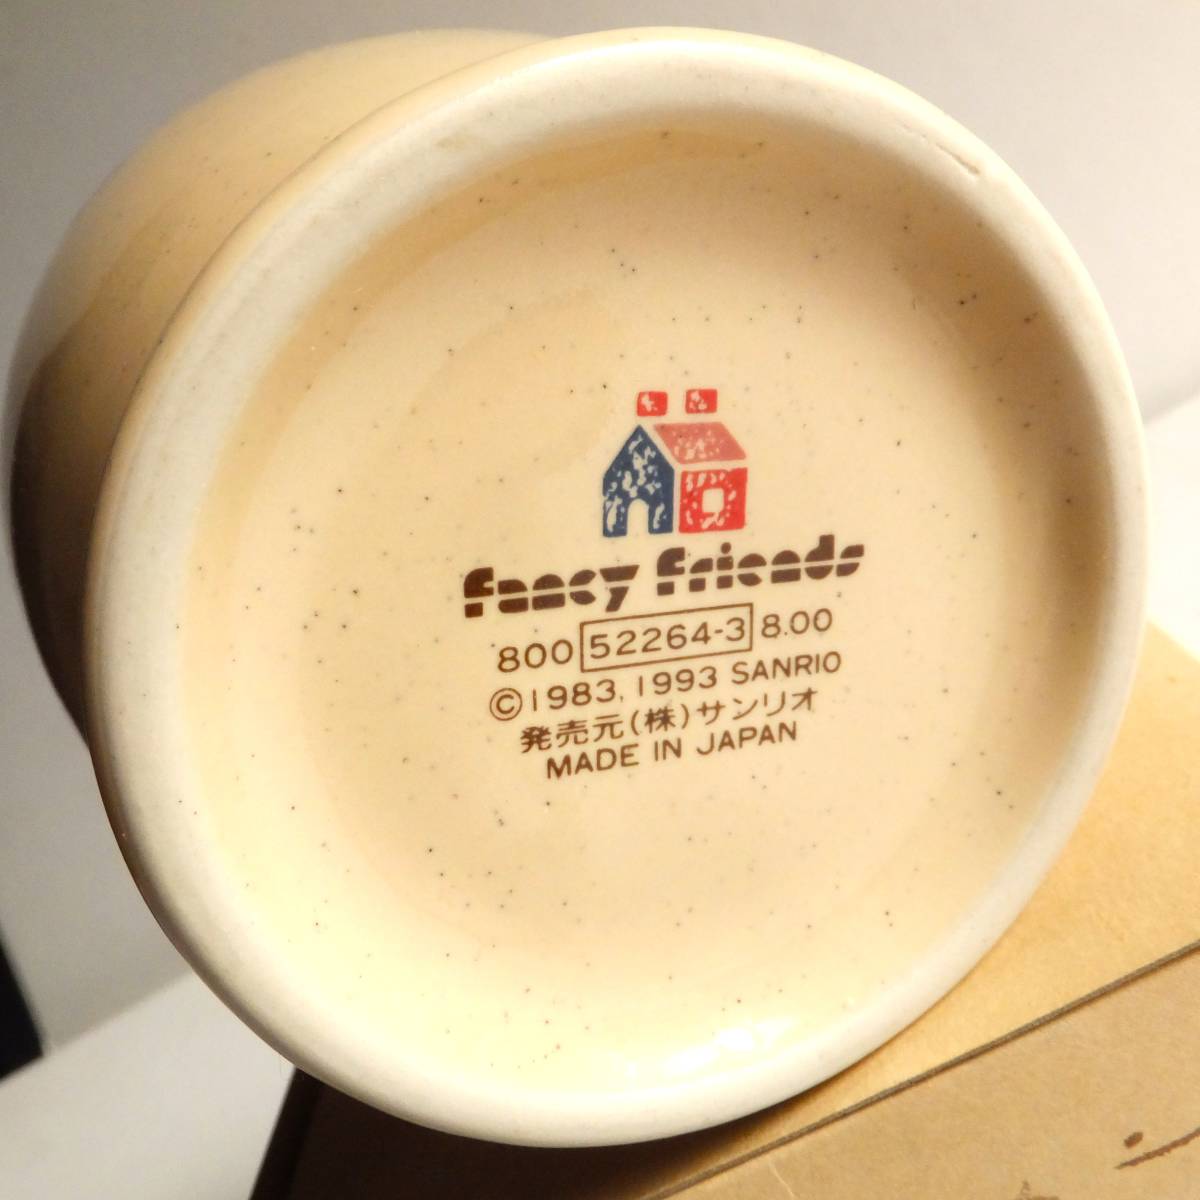 fancy friends
800 52264-3 8.00
©1983, 1993 SANRIO
発売元(株)サンリオ
MADE IN JAPAN